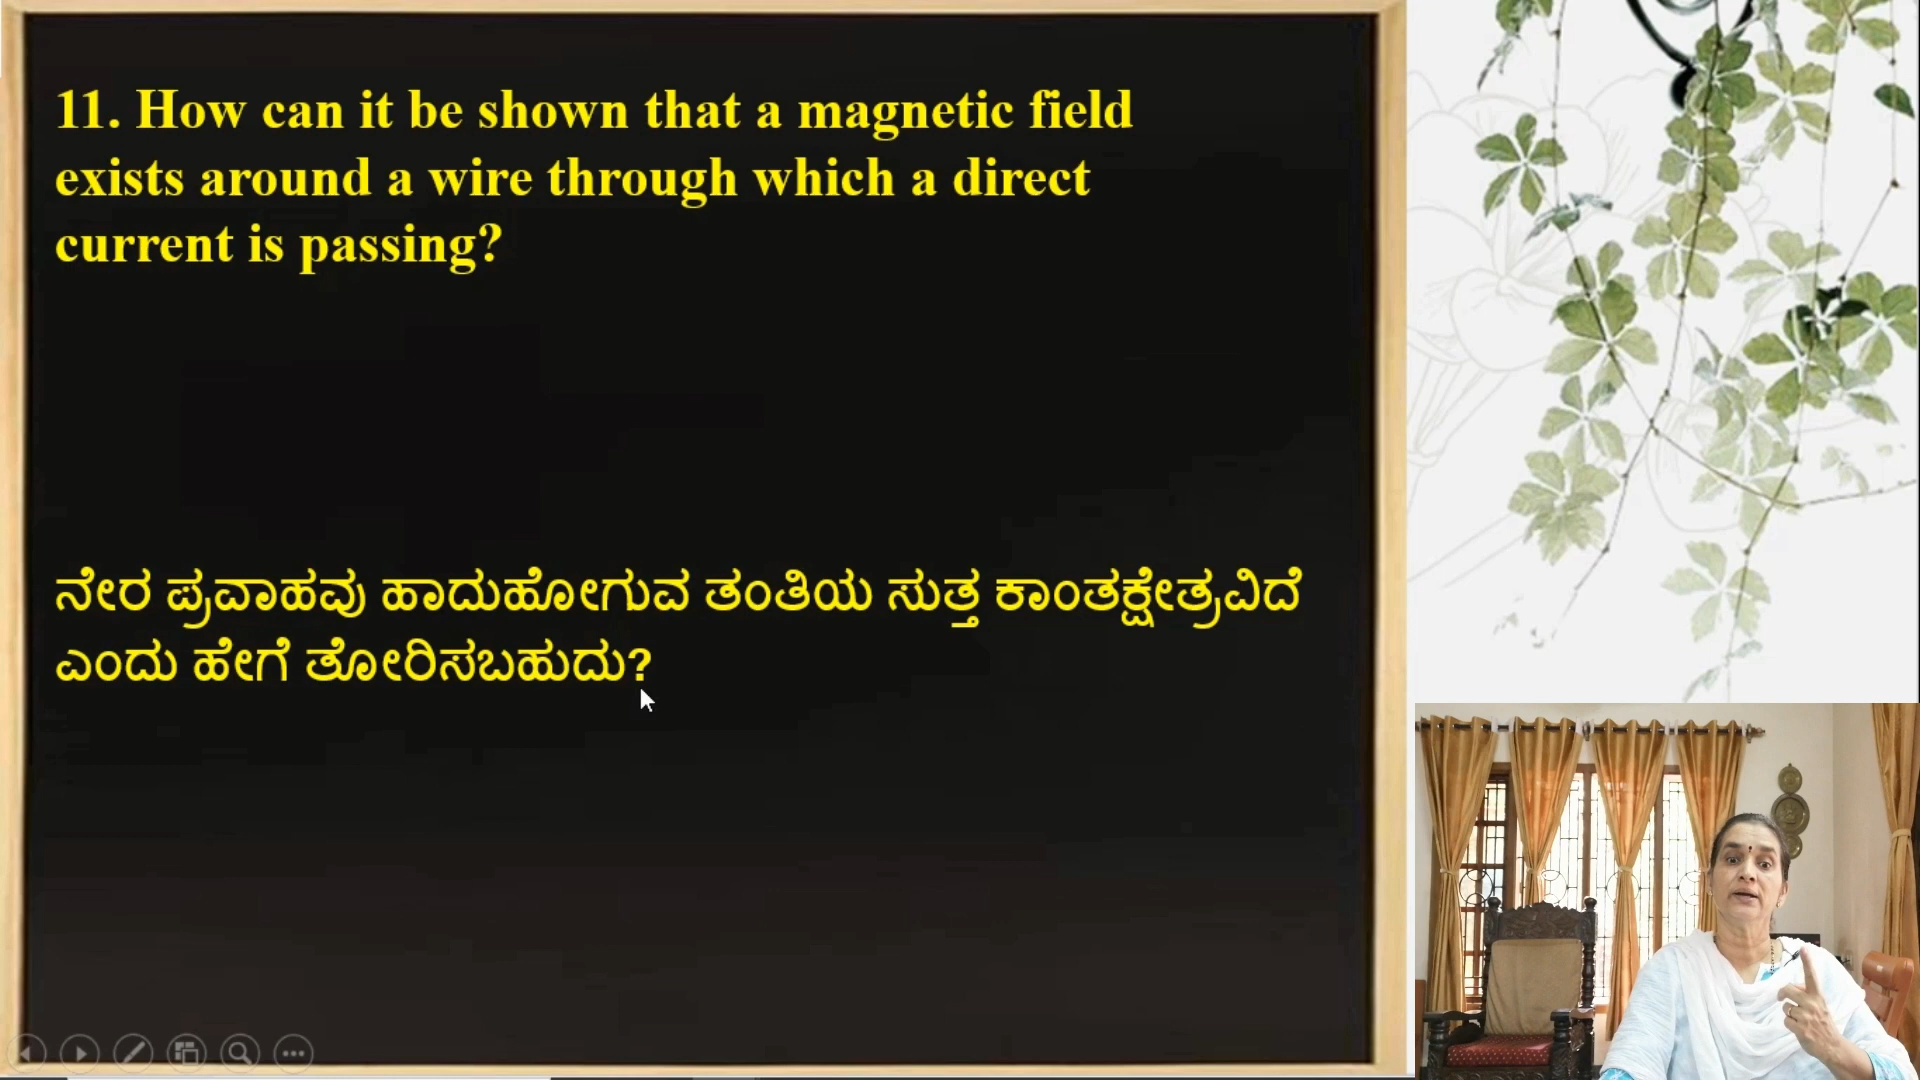 11. How can it be shown that a magnetic field
exists around a wire through which a direct
current is passing?
ನೇರ ಪ್ರವಾಹವು ಹಾದುಹೋಗುವ ತಂತಿಯ ಸುತ್ತ ಕಾಂತಕ್ಷೇತ್ರವಿದೆ
ಎಂದು ಹೇಗೆ ತೋರಿಸಬಹುದು?